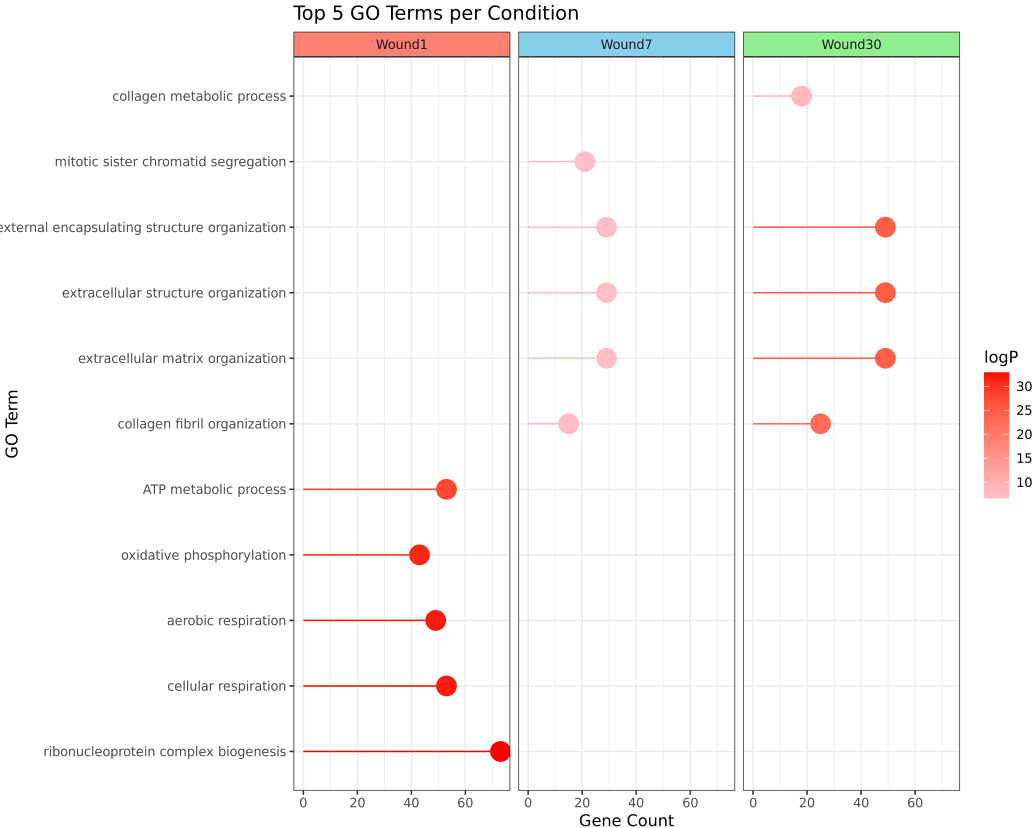 Top 5 GO Terms per Condition
Wound1 Wound7 Wound30
collagen metabolic process
mitotic sister chromatid segregation
external encapsulating structure organization
extracellular structure organization
extracellular matrix organization
collagen fibril organization
ATP metabolic process
oxidative phosphorylation
aerobic respiration
cellular respiration
ribonucleoprotein complex biogenesis
GO Term
0 20 40 60 0 20 40 60 0 20 40 60
Gene Count
logP
30
25
20
15
10